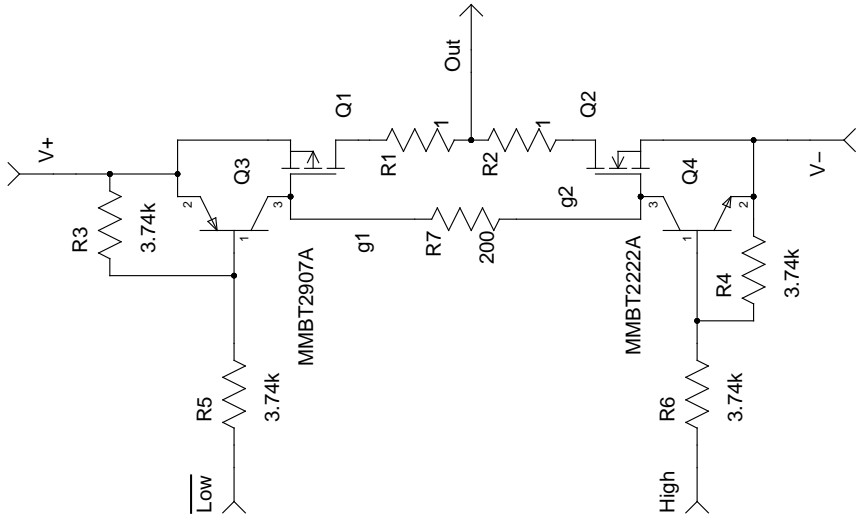 V+
Out
Q1
Q3
R3
3.74k
2
1
3
R1
1
R2
1
Q2
Q4
V−
g1
R7
200
g2
MMBT2907A
MMBT2222A
3
1
2
R4
3.74k
R5
3.74k
R6
3.74k
Low
High